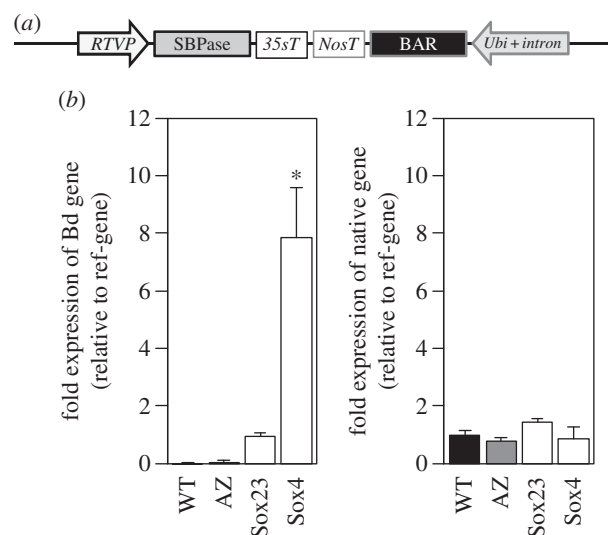 (a)
RTVP SBPase 35sT NosT BAR Ubi + intron
(b)
fold expression of Bd gene
(relative to ref-gene)
12
10
8
6
4
2
0
*
WT AZ Sox23 Sox4
fold expression of native gene
(relative to ref-gene)
12
10
8
6
4
2
0
WT AZ Sox23 Sox4